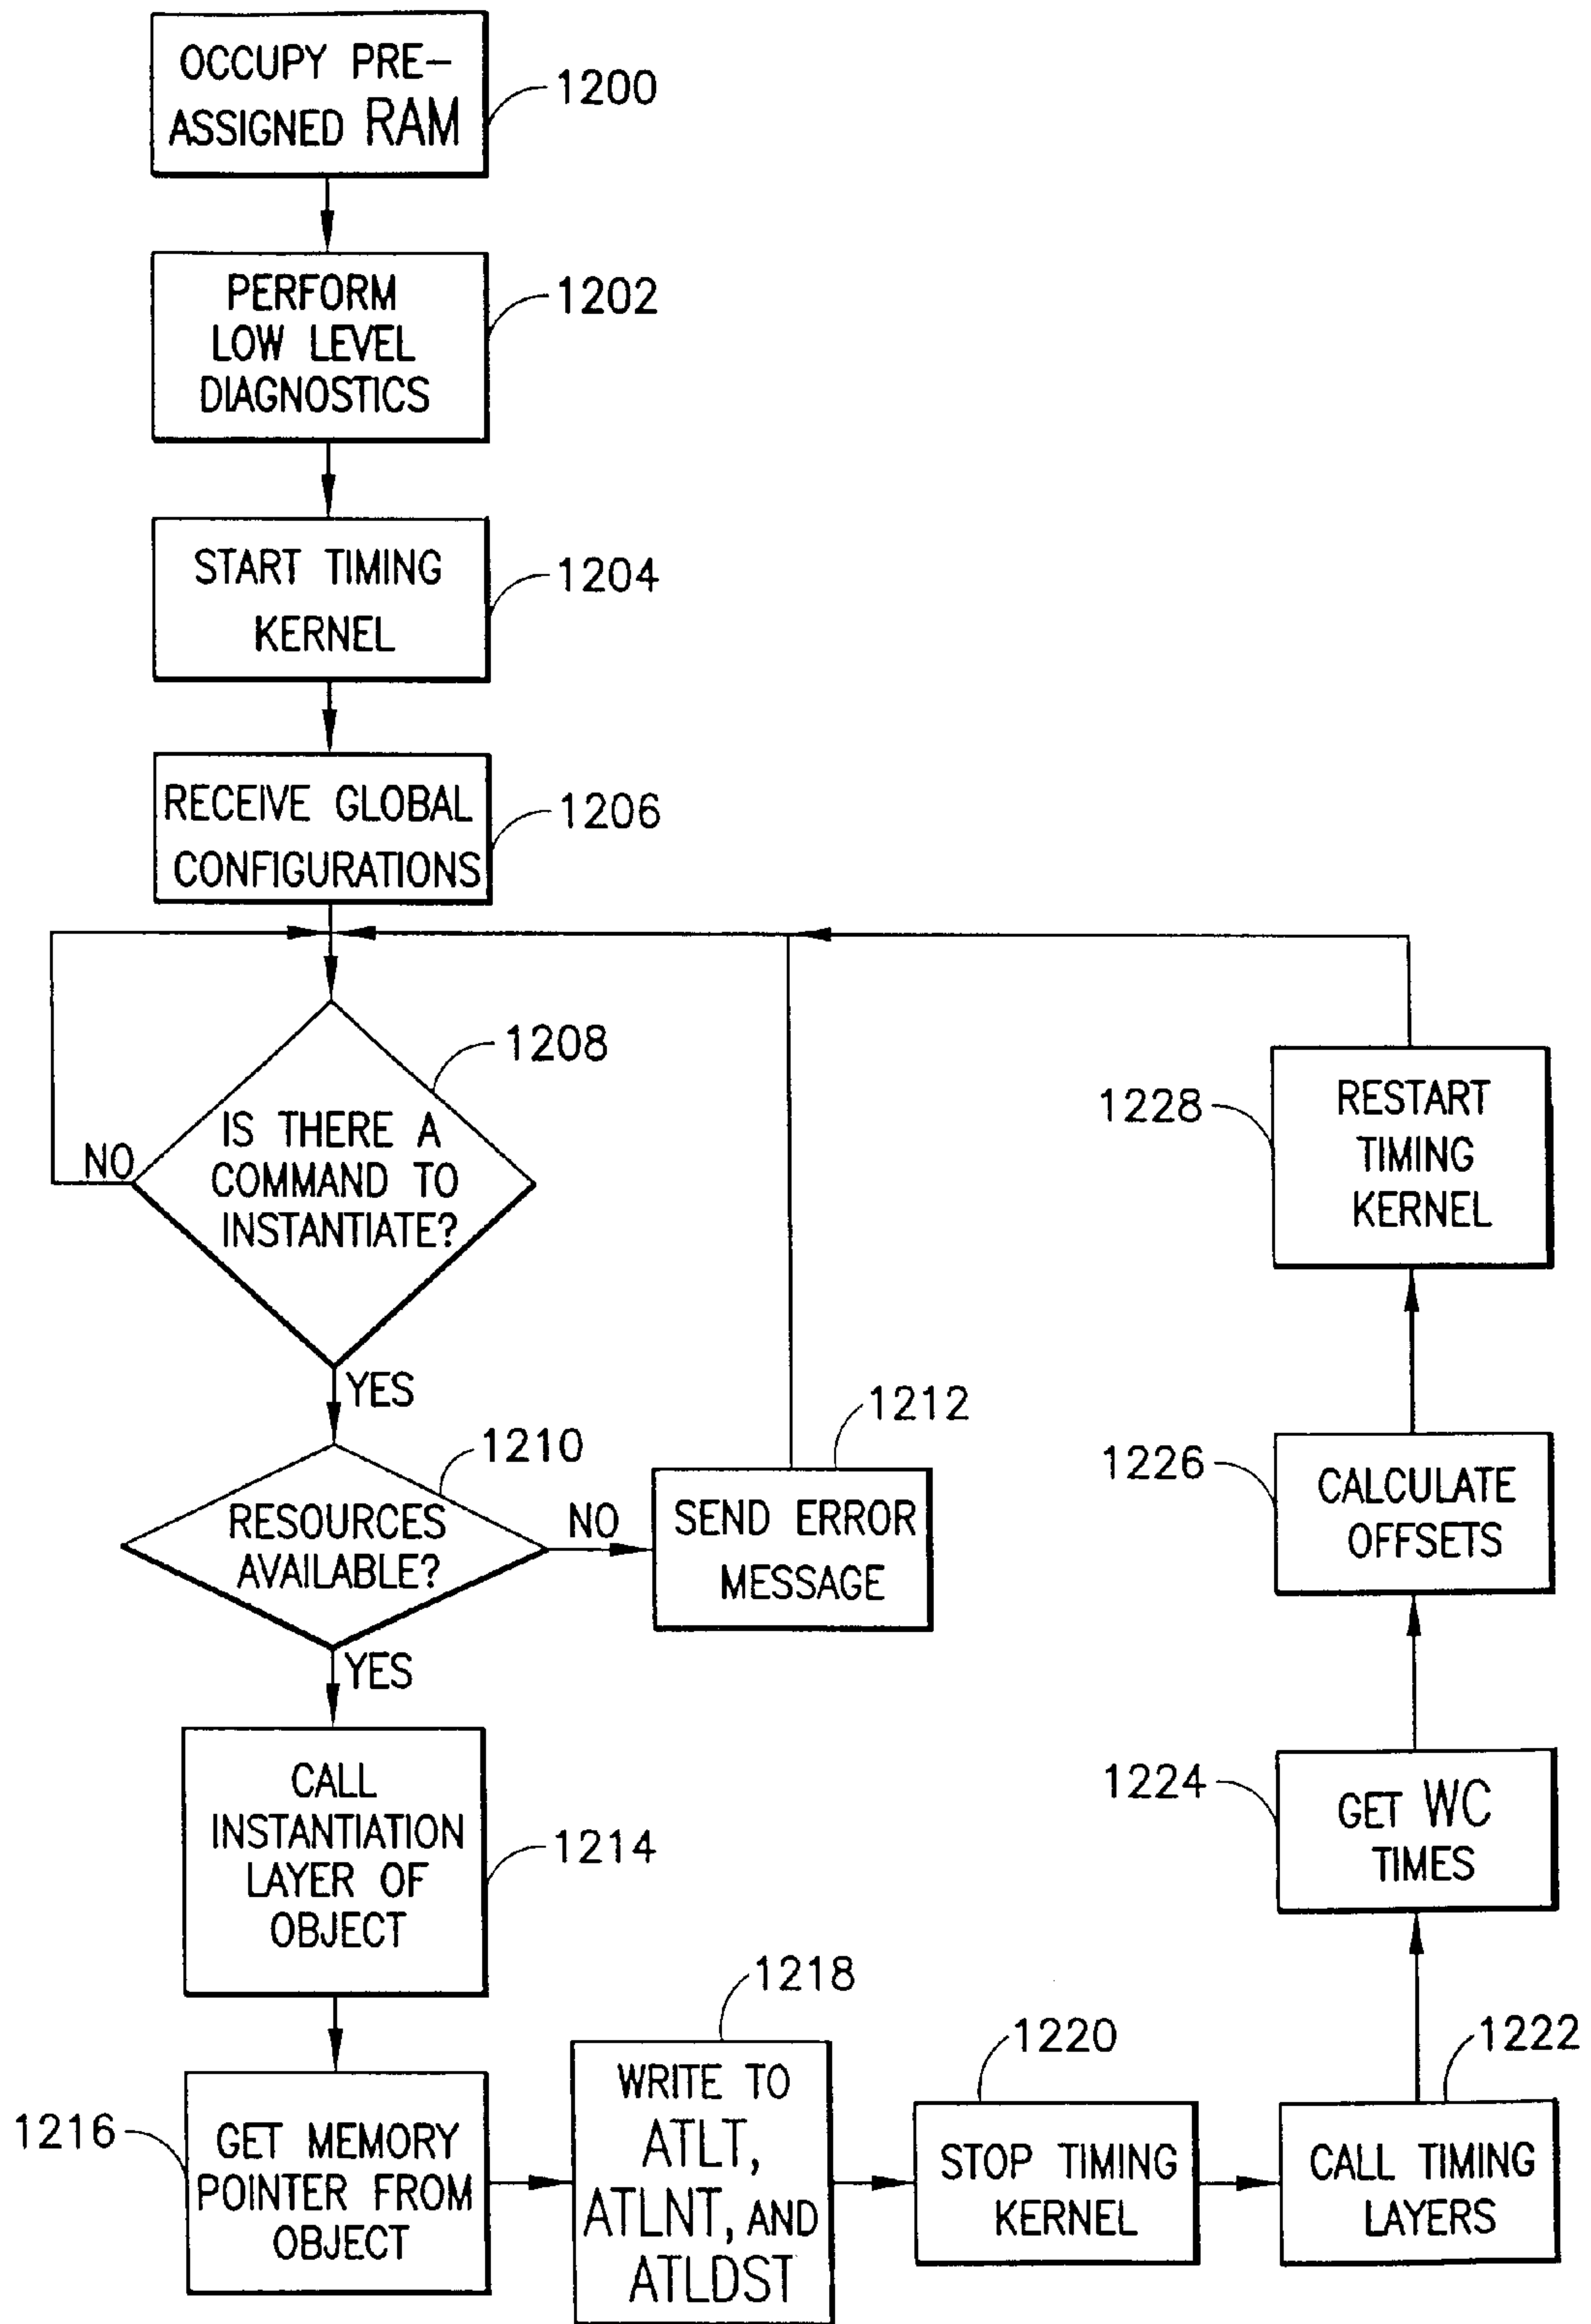 OCCUPY PRE-
ASSIGNED RAM
1200
PERFORM
LOW LEVEL
DIAGNOSTICS
1202
START TIMING
KERNEL
1204
RECEIVE GLOBAL
CONFIGURATIONS
1206
1208
IS THERE A
COMMAND TO
INSTANTIATE?
NO
YES
1210
RESOURCES
AVAILABLE?
NO
YES
1212
SEND ERROR
MESSAGE
CALL
INSTANTIATION
LAYER OF
OBJECT
1214
1216
GET MEMORY
POINTER FROM
OBJECT
1218
WRITE TO
ATLT,
ATLNT, AND
ATLDST
1220
STOP TIMING
KERNEL
1222
CALL TIMING
LAYERS
1224
GET WC
TIMES
1226
CALCULATE
OFFSETS
1228
RESTART
TIMING
KERNEL